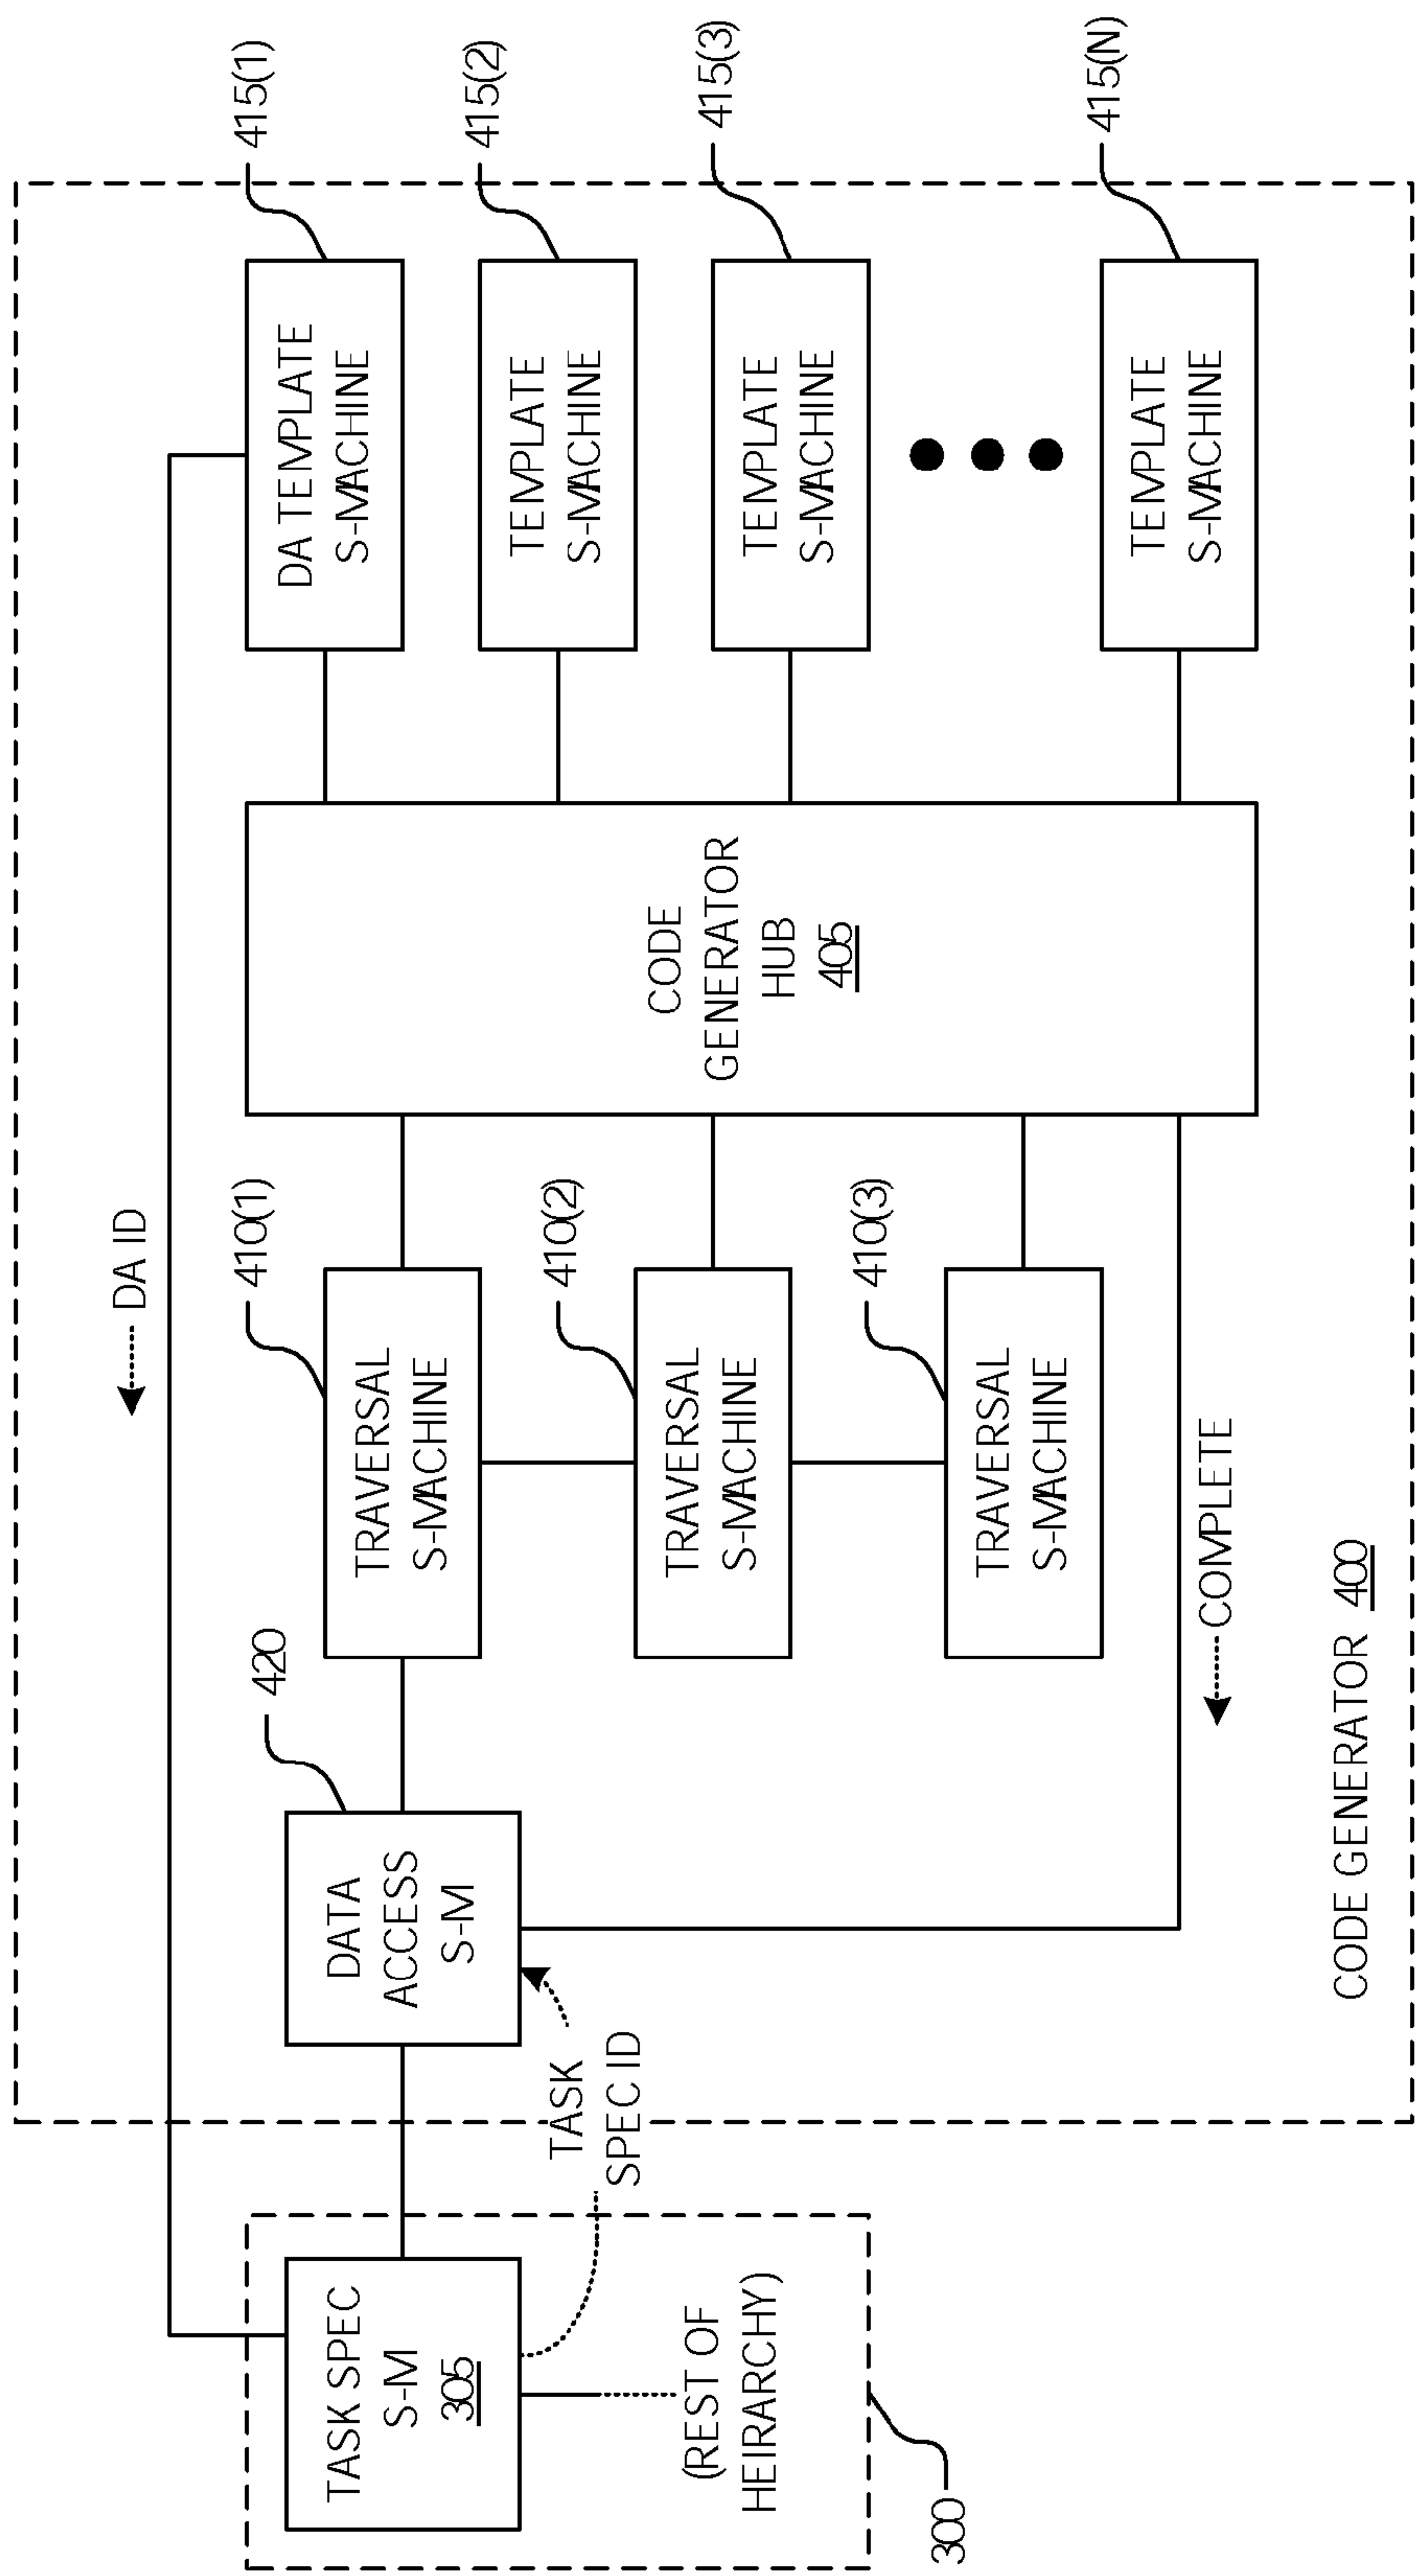 DA ID
TASK SPEC
S-M
305
(REST OF
HEIRARCHY)
300
TASK
SPEC ID
DATA
ACCESS
S-M
420
TRAVERSAL
S-MACHINE
410(1)
TRAVERSAL
S-MACHINE
410(2)
TRAVERSAL
S-MACHINE
410(3)
COMPLETE
CODE
GENERATOR
HUB
405
DA TEMPLATE
S-MACHINE
415(1)
TEMPLATE
S-MACHINE
415(2)
TEMPLATE
S-MACHINE
415(3)
TEMPLATE
S-MACHINE
415(N)
CODE GENERATOR 400